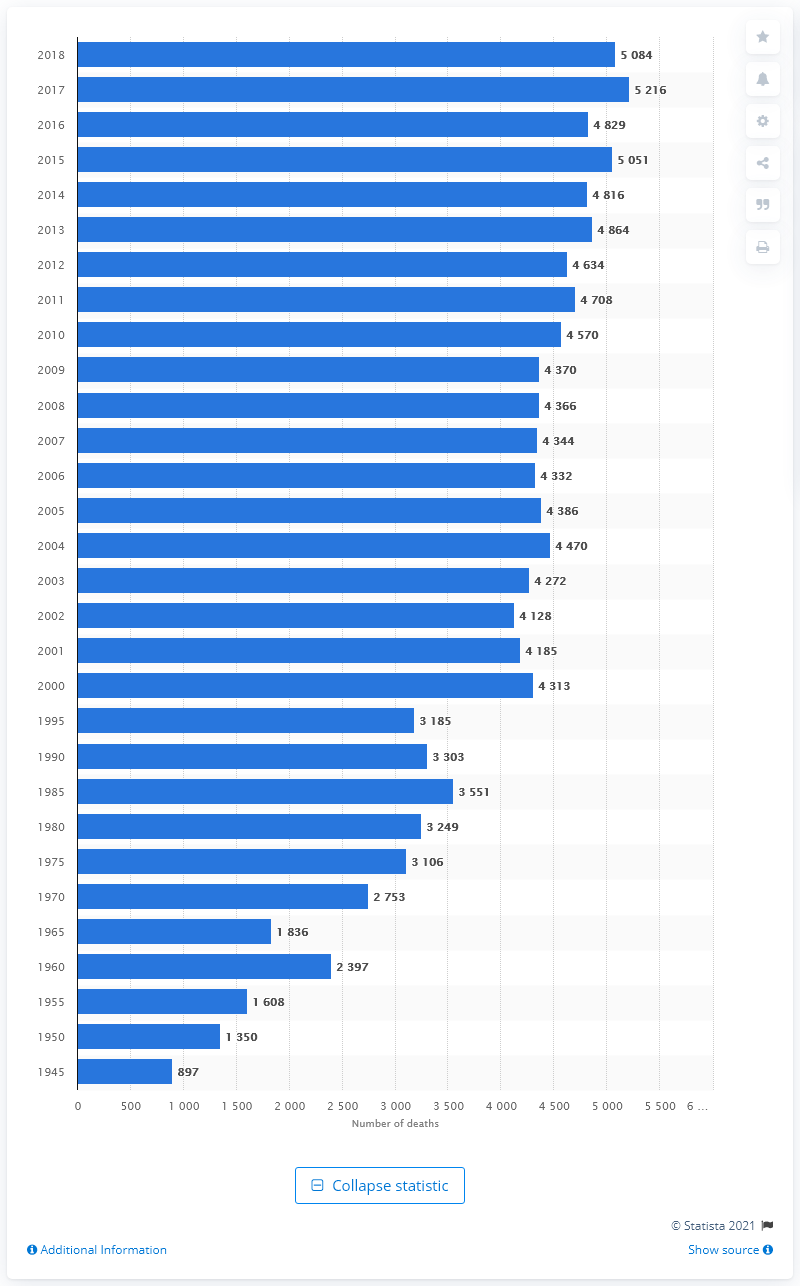 2018 5 084
2017 5 216
2016 4 829
2015 5 051
2014 4 816
2013 4 864
2012 4 634
2011 4 708
2010 4 570
2009 4 370
2008 4 366
2007 4 344
2006 4 332
2005 4 386
2004 4 470
2003 4 272
2002 4 128
2001 4 185
2000 4 313
1995 3 185
1990 3 303
1985 3 551
1980 3 249
1975 3 106
1970 2 753
1965 1 836
1960 2 397
1955 1 608
1950 1 350
1945 897
0 500 1 000 1 500 2 000 2 500 3 000 3 500 4 000 4 500 5 000 5 500 6 …
Number of deaths
Collapse statistic
© Statista 2021
Additional Information Show source